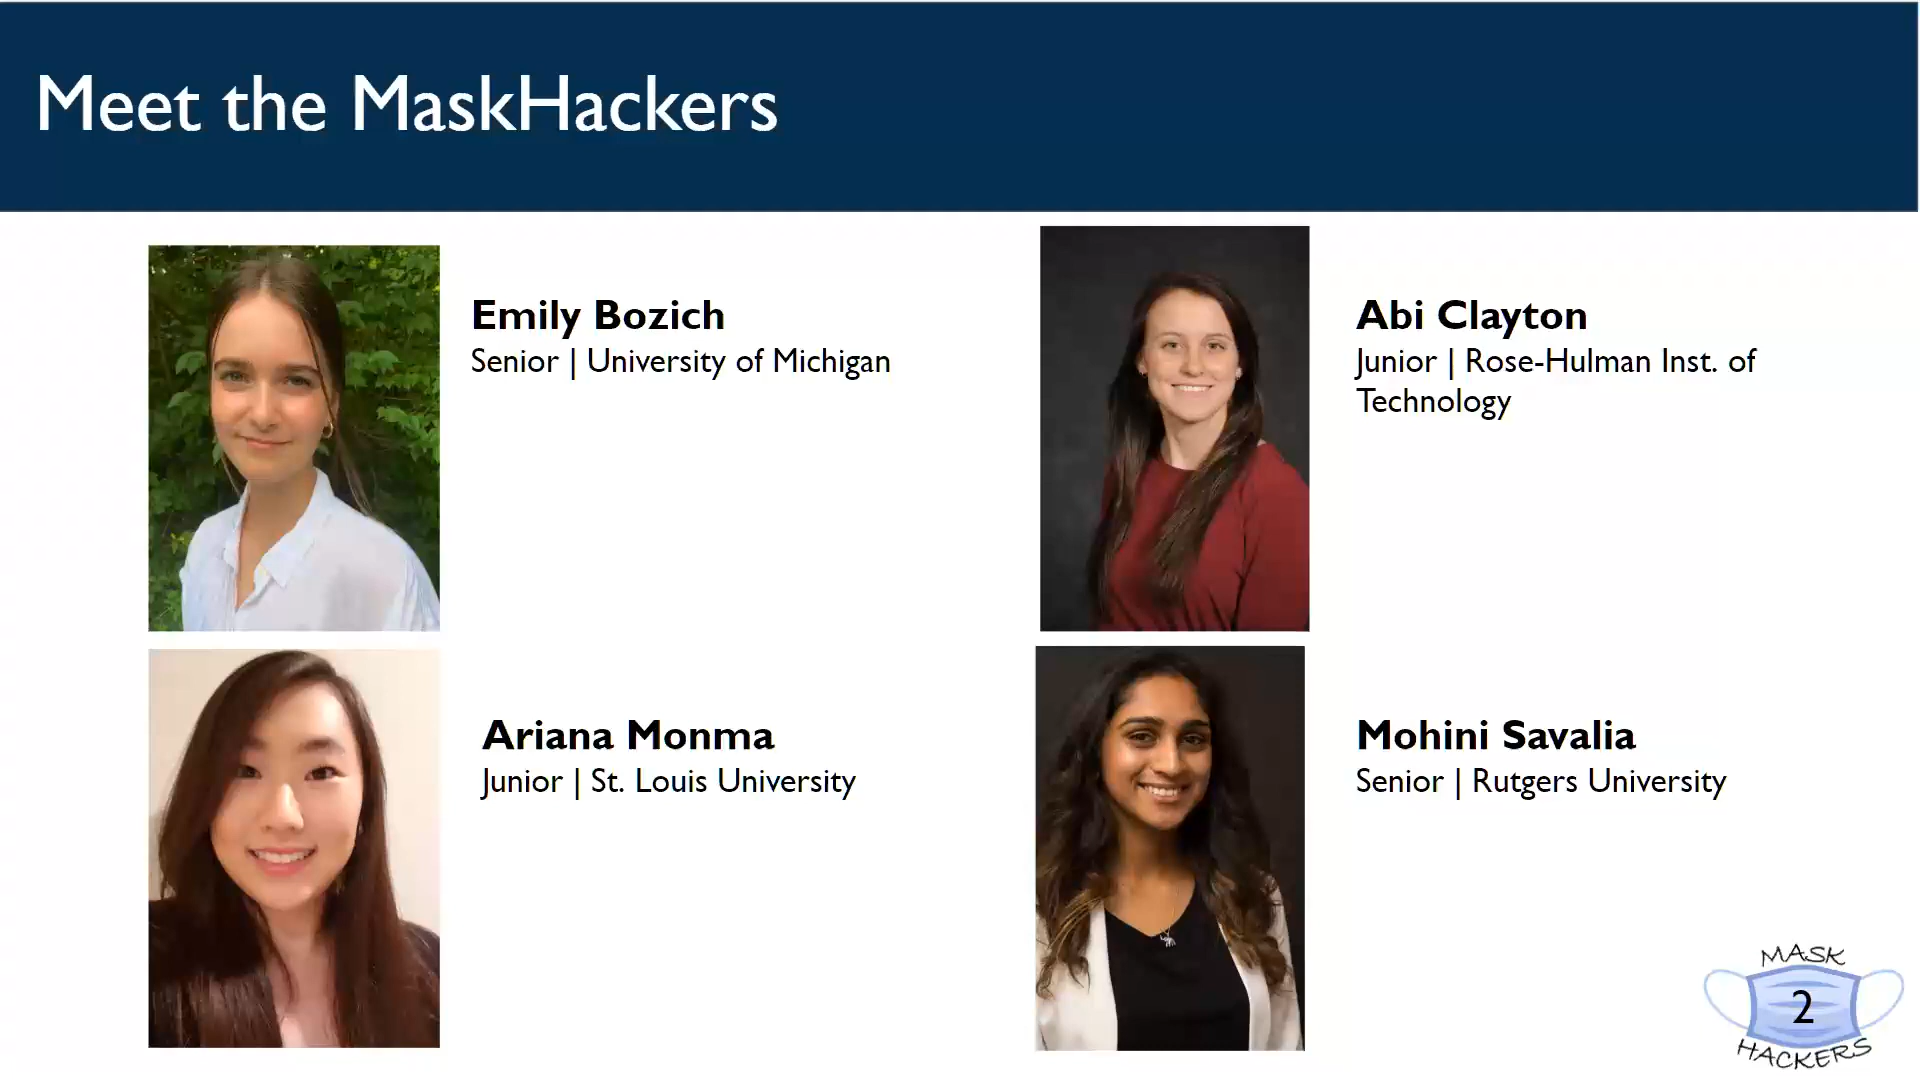 Meet the MaskHackers
Emily Bozich
Senior | University of Michigan
Abi Clayton
Junior | Rose-Hulman Inst. of
Technology
Ariana Monma
Junior | St. Louis University
Mohini Savalia
Senior | Rutgers University
MASK
2
HACKERS